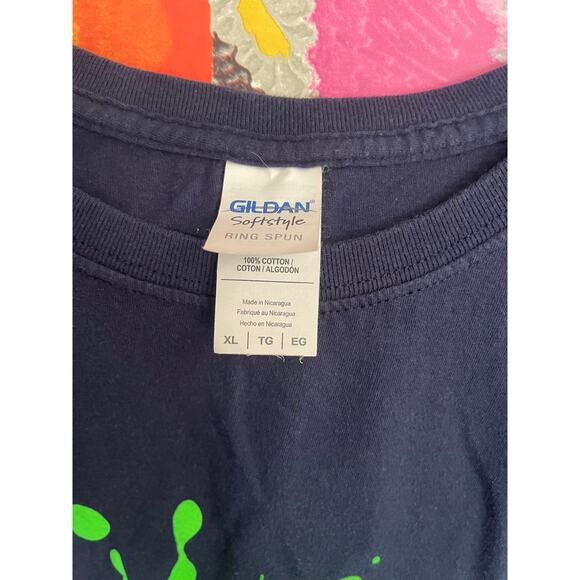 GILDAN®
Softstyle
RING SPUN
100% COTTON /
COTON / ALGODÓN
Made in Nicaragua
Fabriqué au Nicaragua
Hecho en Nicaragua
XL | TG | EG